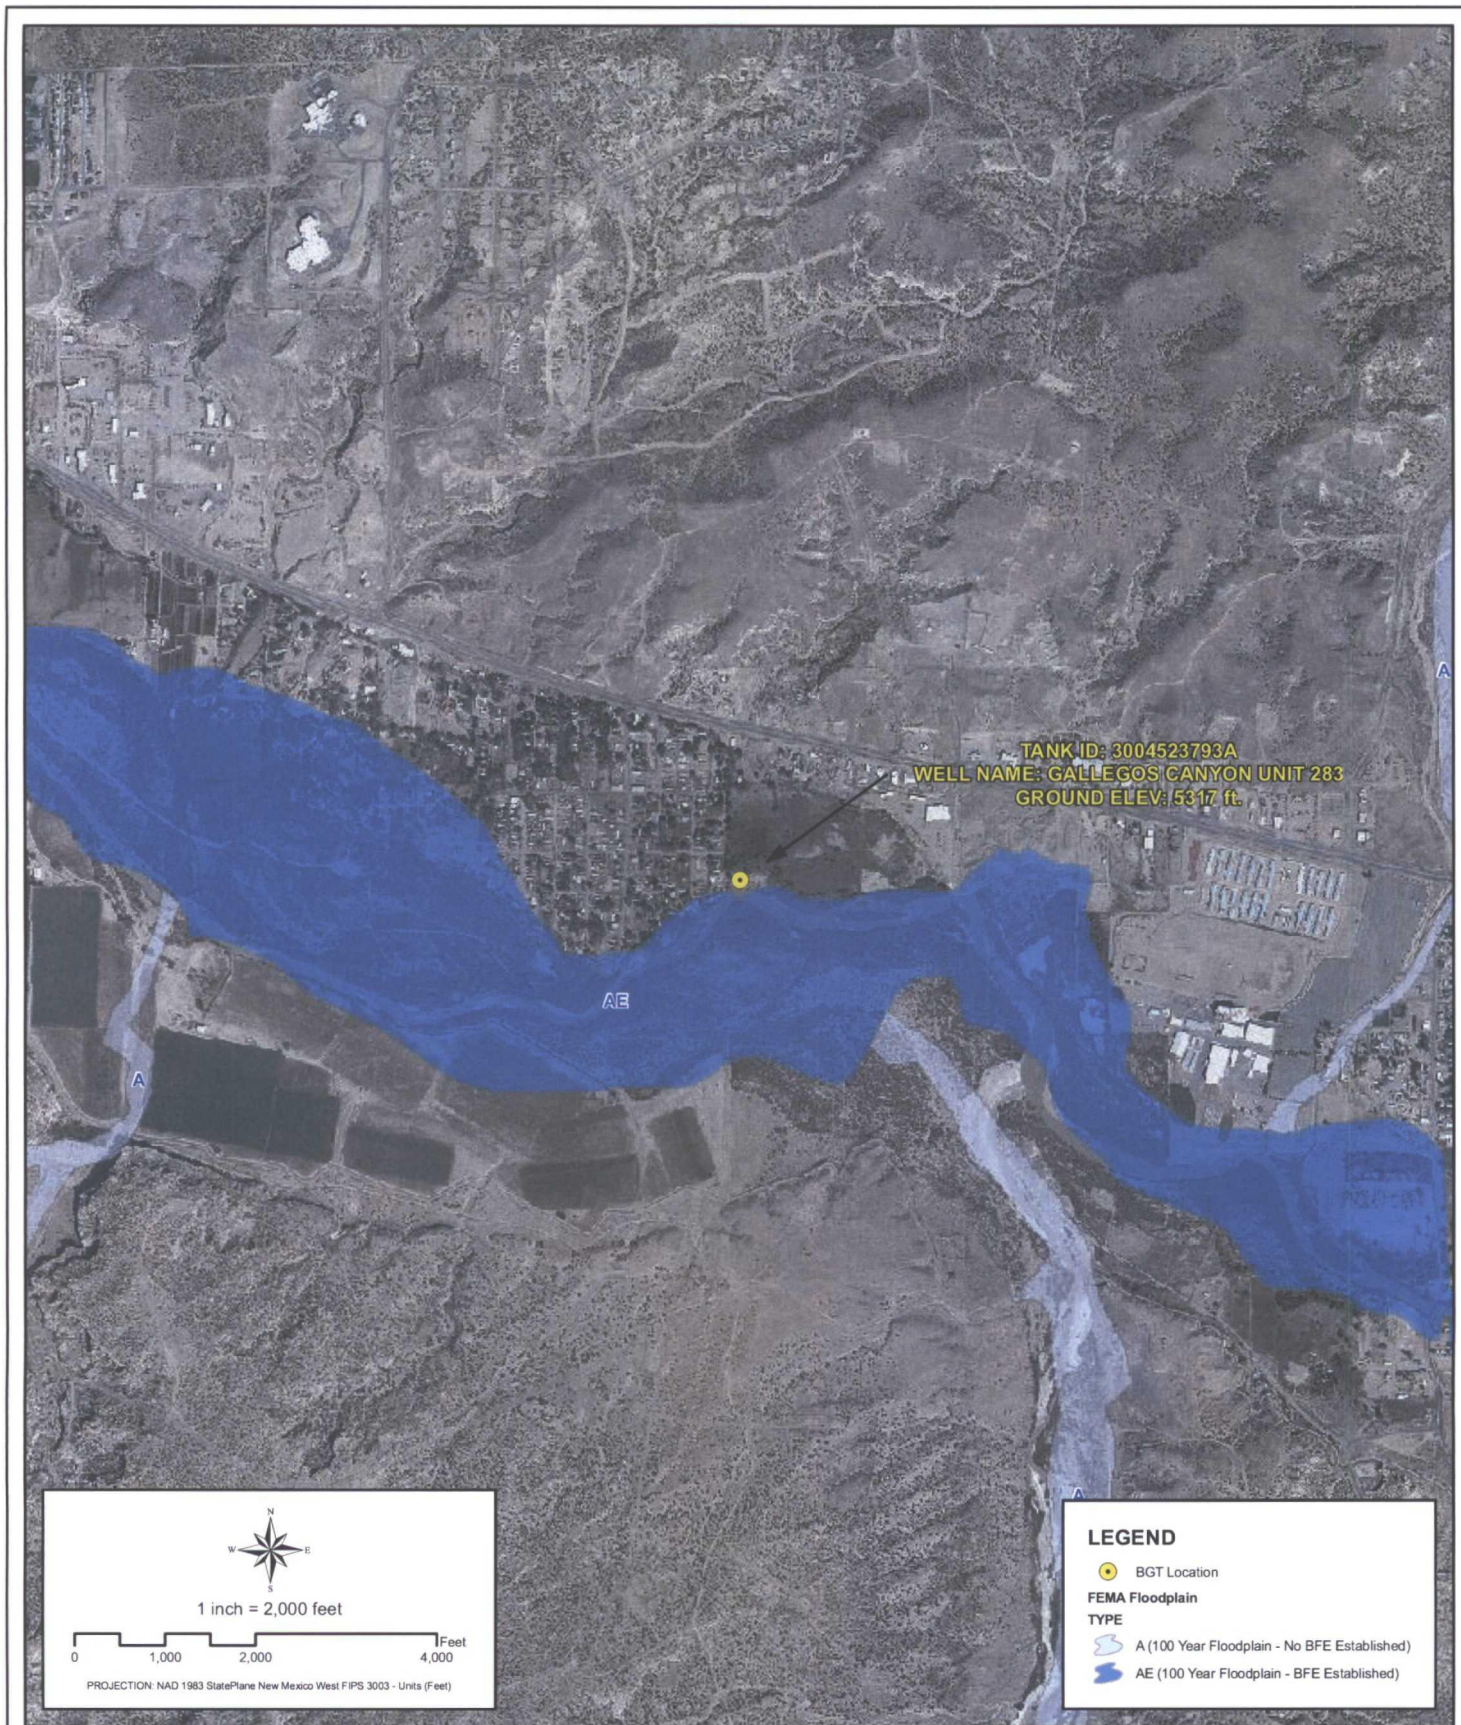 A
TANK ID: 3004523793A
WELL NAME: GALLEGOS CANYON UNIT 283
GROUND ELEV: 5317 ft.
AE
A
A
N
W E
S
1 inch = 2,000 feet
Feet
0 1,000 2,000 4,000
PROJECTION: NAD 1983 StatePlane New Mexico West FIPS 3003 - Units (Feet)
LEGEND
BGT Location
FEMA Floodplain
TYPE
A (100 Year Floodplain - No BFE Established)
AE (100 Year Floodplain - BFE Established)